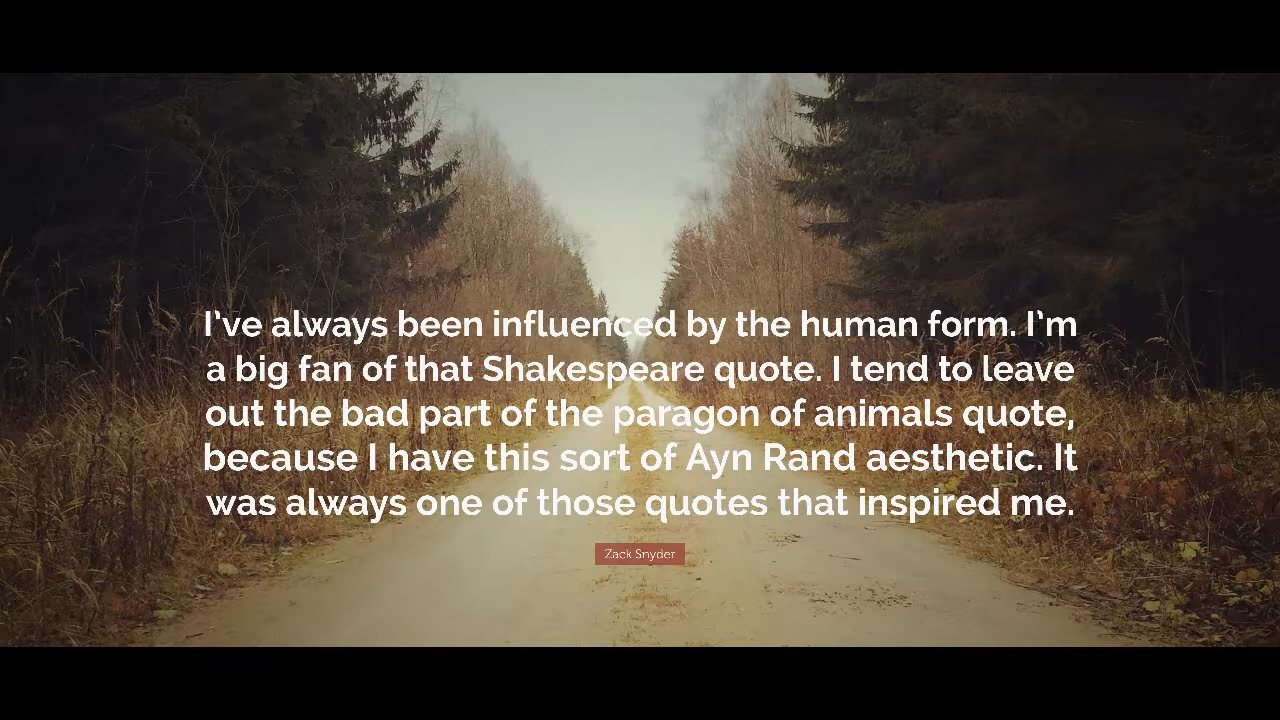 I've always been influenced by the human form. I'm
a big fan of that Shakespeare quote. I tend to leave
out the bad part of the paragon of animals quote,
because I have this sort of Ayn Rand aesthetic. It
was always one of those quotes that inspired me.
Zack Snyder